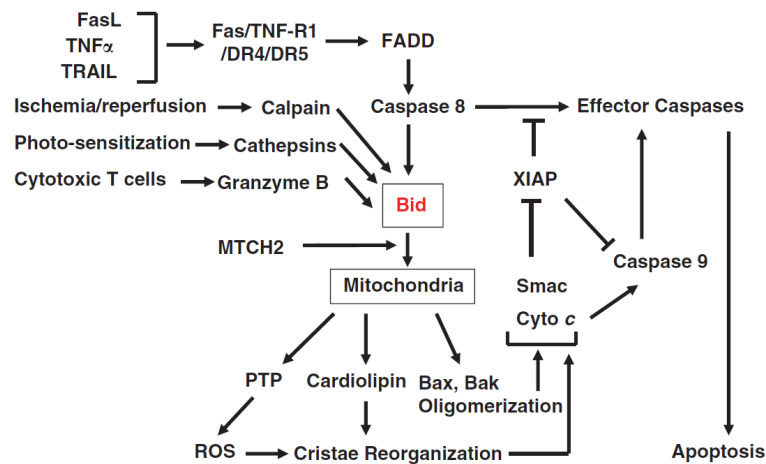 FasL
TNFα
TRAIL
Fas/TNF-R1
/DR4/DR5
FADD
Ischemia/reperfusion
Calpain
Caspase 8
Effector Caspases
Photo-sensitization
Cathepsins
Cytotoxic T cells
Granzyme B
XIAP
Bid
MTCH2
Caspase 9
Mitochondria
Smac
Cyto c
PTP
Cardiolipin
Bax, Bak
Oligomerization
ROS
Cristae Reorganization
Apoptosis